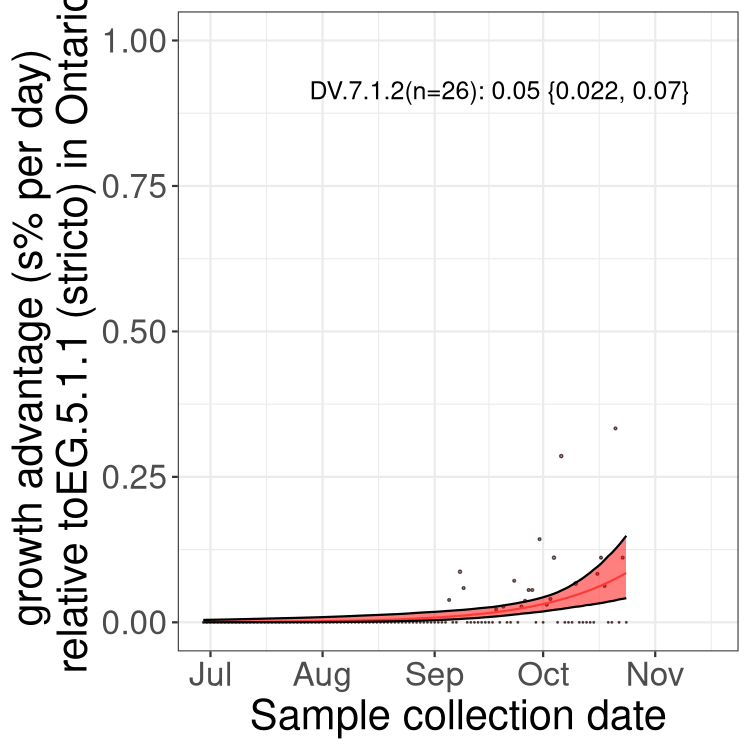 growth advantage (s% per day)
relative toEG.5.1.1 (stricto) in Ontario
1.00
0.75
0.50
0.25
0.00
DV.7.1.2(n=26): 0.05 {0.022, 0.07}
Jul Aug Sep Oct Nov
Sample collection date